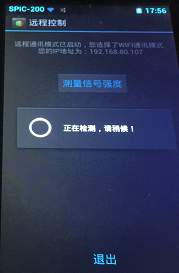 SPIC-200 17:56
远程控制
远程通讯模式已启动，您选择了WIFI通讯模式
您的IP地址为：192.168.80.107
测量信号强度
正在检测，请稍候！
退出